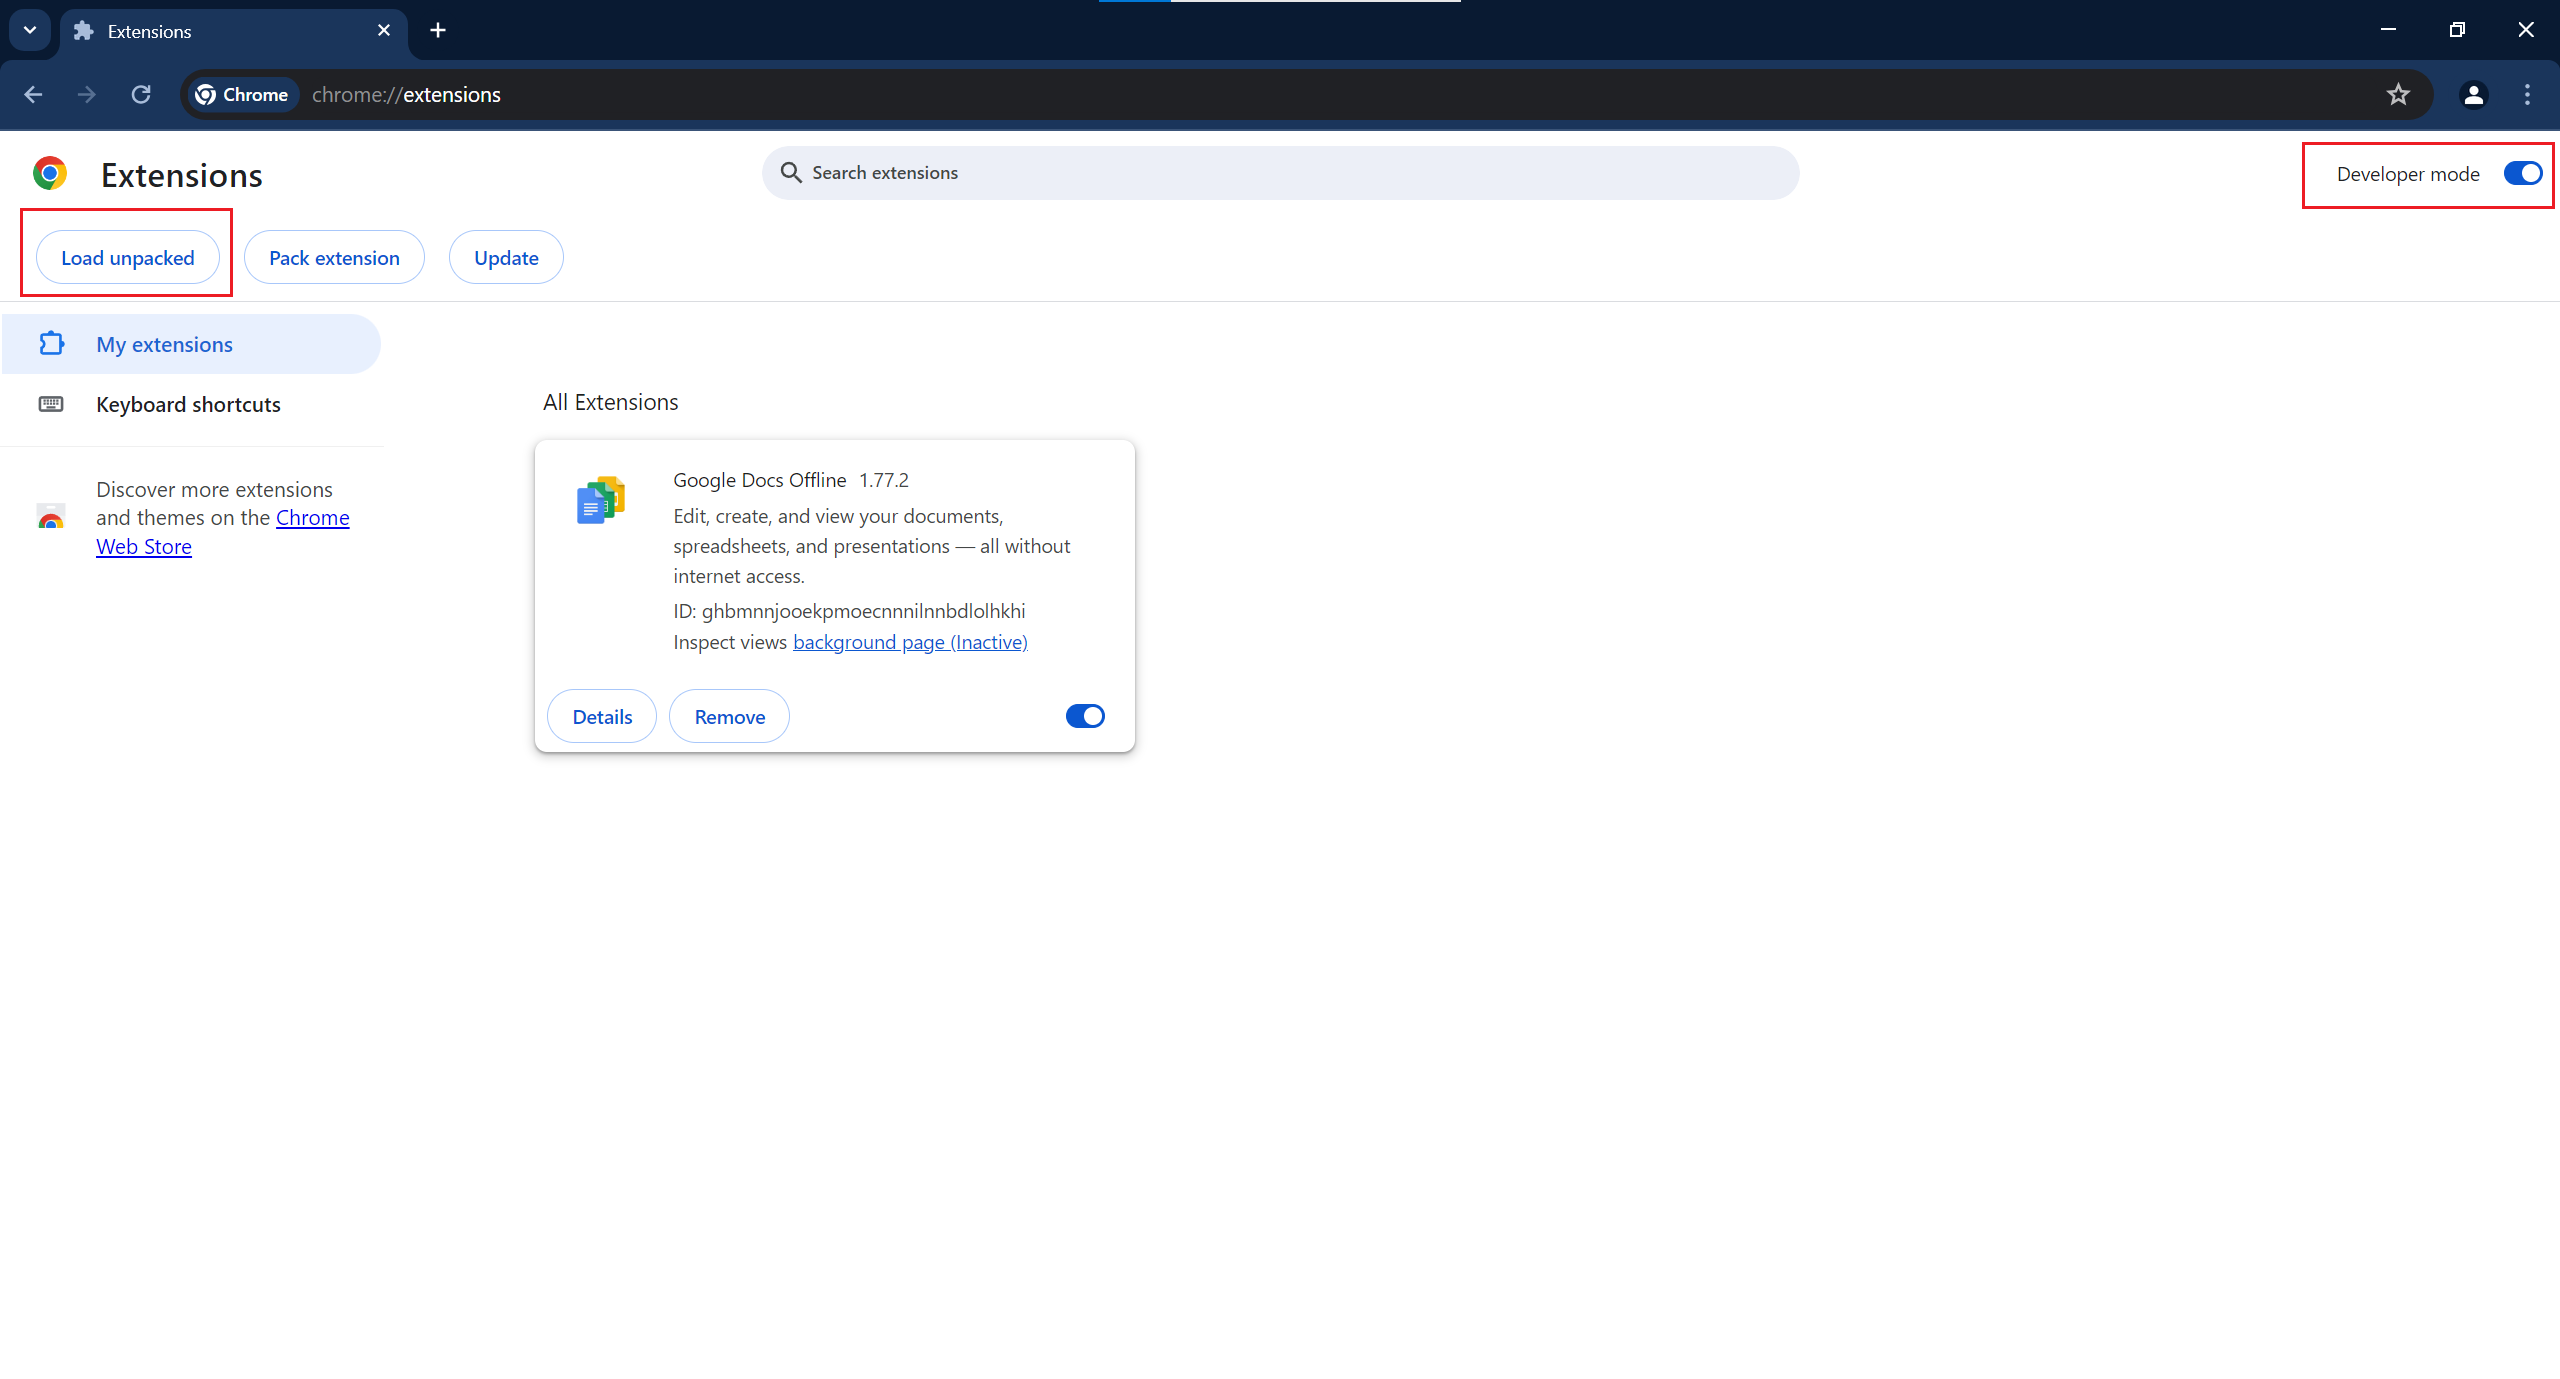 Extensions
Chrome
chrome://extensions
Extensions
Search extensions
Developer mode
Load unpacked
Pack extension
Update
My extensions
Keyboard shortcuts
Discover more extensions
and themes on the Chrome
Web Store
All Extensions
Google Docs Offline 1.77.2
Edit, create, and view your documents,
spreadsheets, and presentations — all without
internet access.
ID: ghbmnnjooekpmoecnnnilnnbdlolhkhi
Inspect views background page (Inactive)
Details
Remove